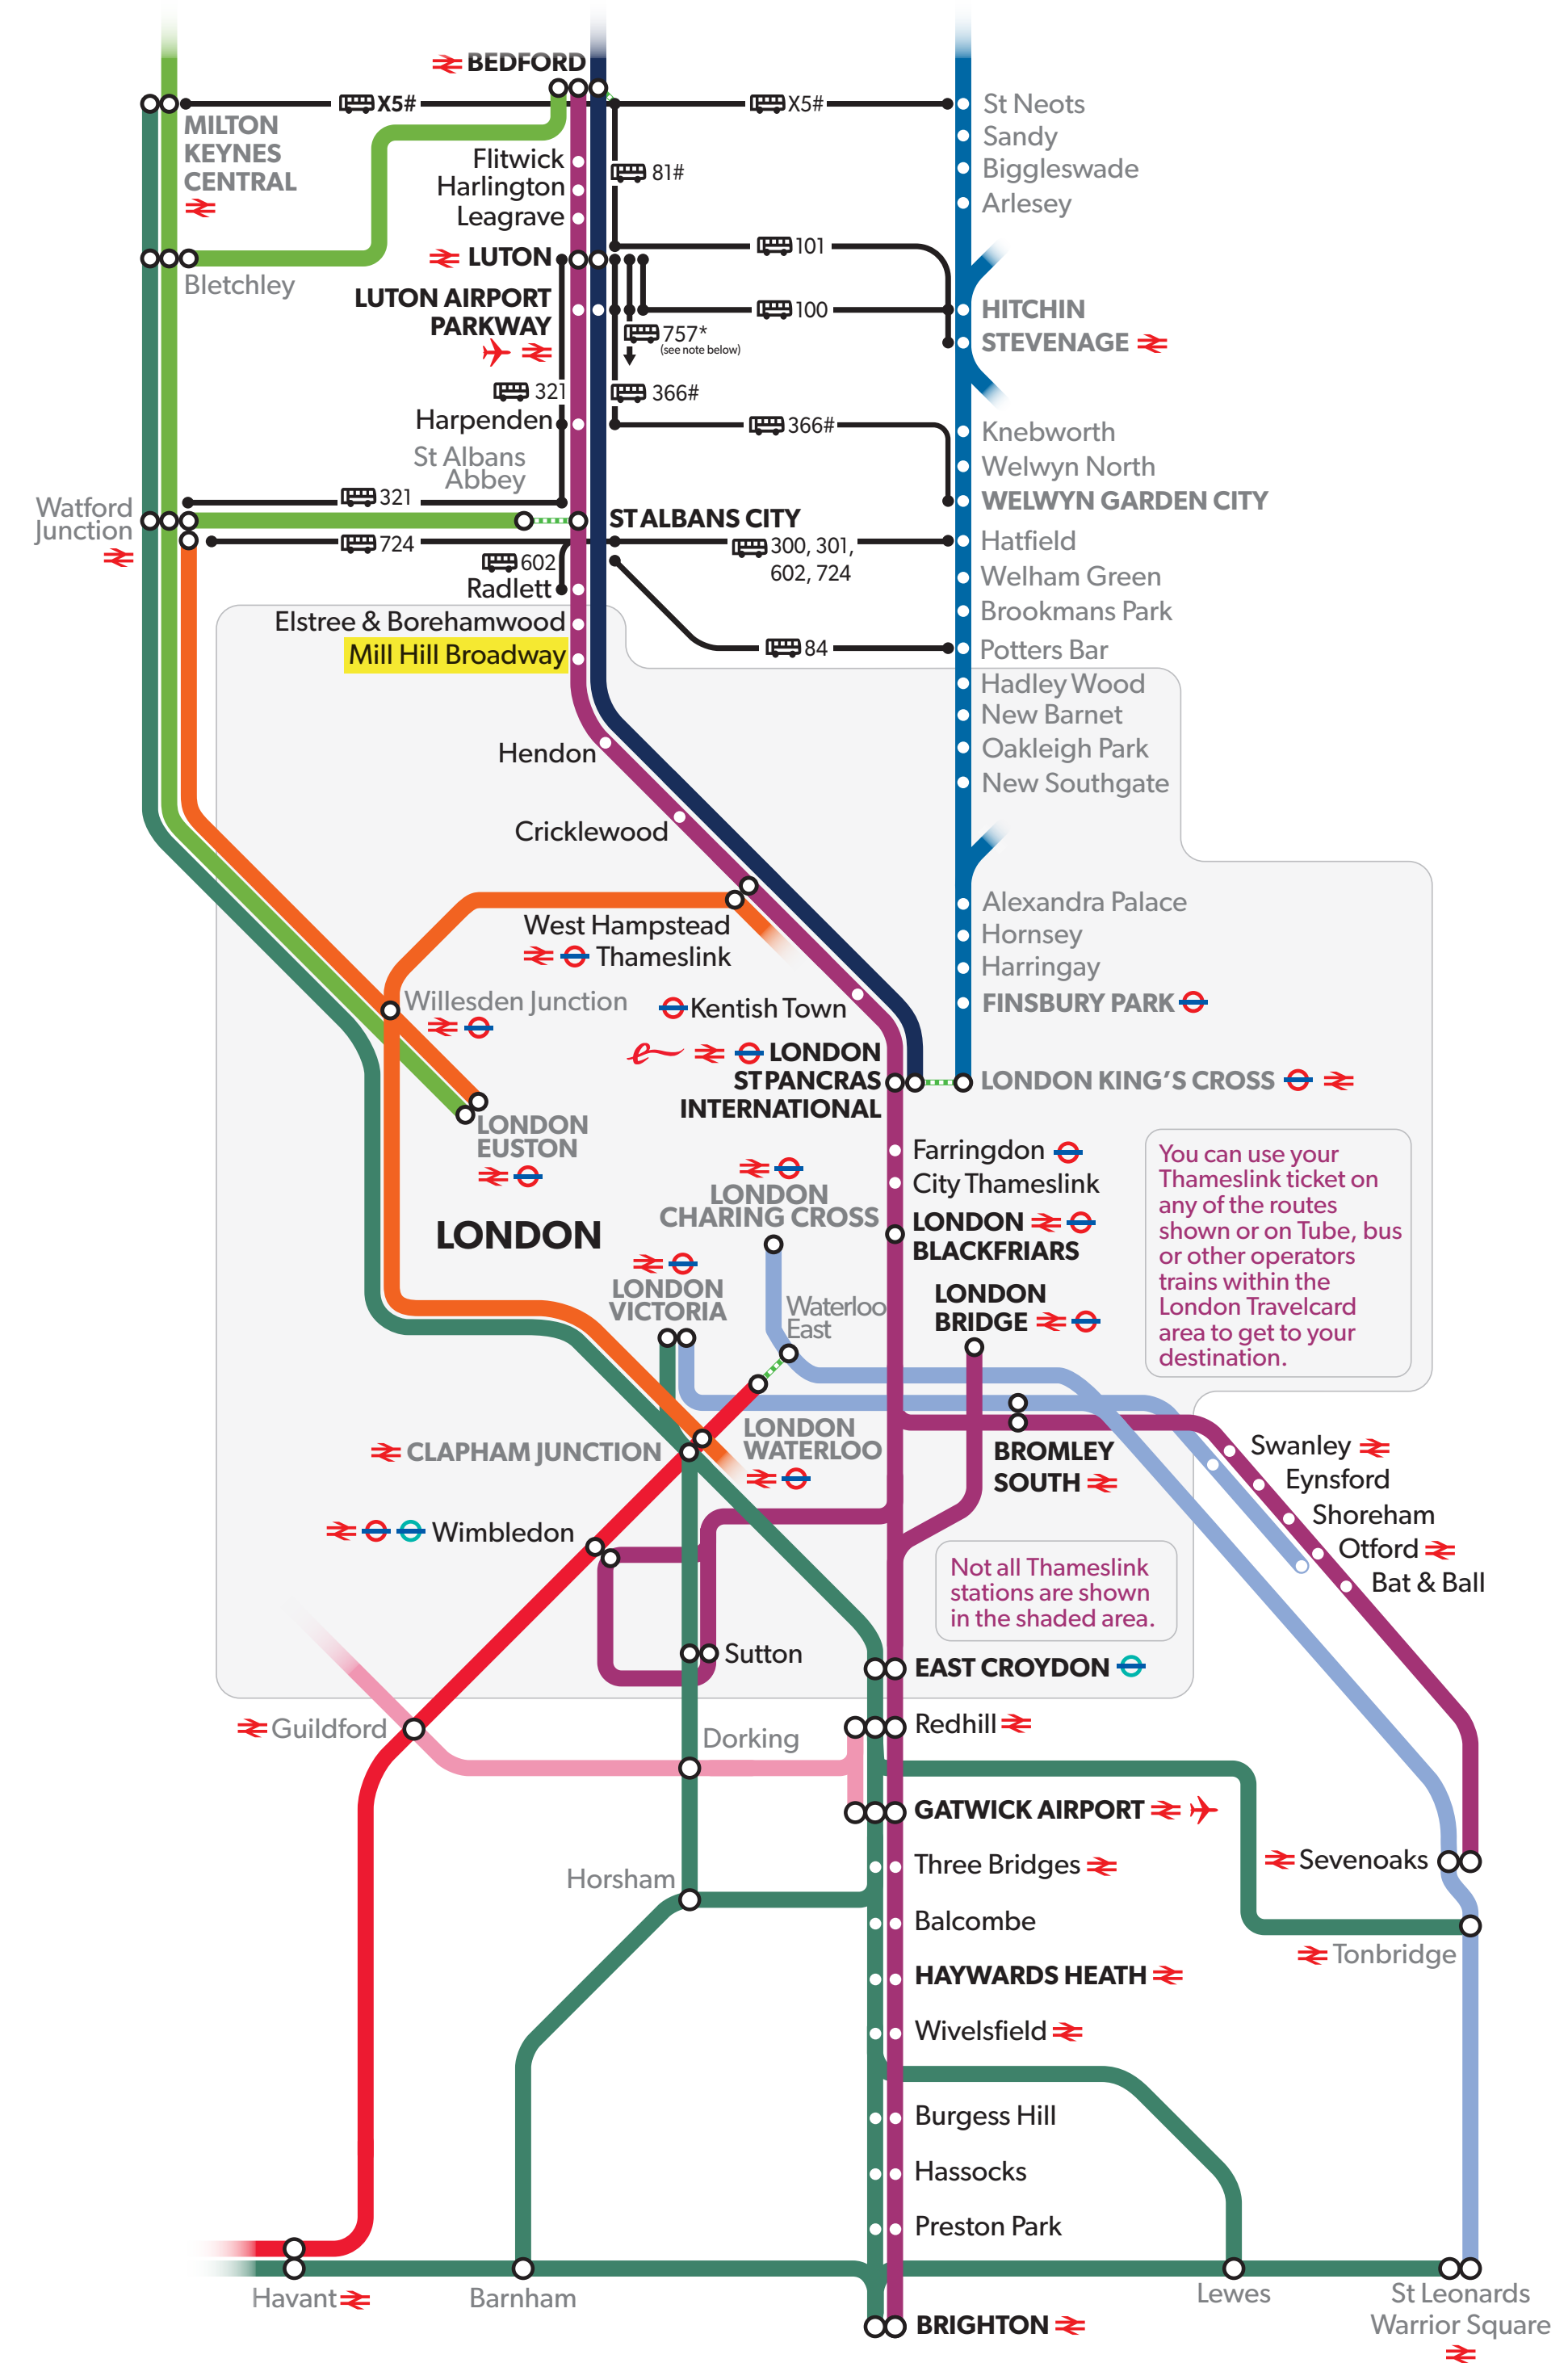 BEDFORD
X5#
X5#
St Neots
MILTON
KEYNES
CENTRAL
Sandy
Flitwick
81#
Biggleswade
Harlington
Leagrave
Arlesey
101
LUTON
Bletchley
LUTON AIRPORT
PARKWAY
100
HITCHIN
757*
(see note below)
STEVENAGE
321
366#
Harpenden
366#
Knebworth
St Albans
Abbey
Welwyn North
321
WELWYN GARDEN CITY
Watford
Junction
ST ALBANS CITY
724
300, 301,
602, 724
Hatfield
602
Radlett
Welham Green
Elstree & Borehamwood
Brookmans Park
Mill Hill Broadway
84
Potters Bar
Hadley Wood
New Barnet
Hendon
Oakleigh Park
New Southgate
Cricklewood
Alexandra Palace
West Hampstead
Thameslink
Hornsey
Harringay
Willesden Junction
Kentish Town
FINSBURY PARK
e
LONDON
ST PANCRAS
INTERNATIONAL
LONDON KING'S CROSS
LONDON
EUSTON
Farringdon
City Thameslink
You can use your
Thameslink ticket on
any of the routes
shown or on Tube, bus
or other operators
trains within the
London Travelcard
area to get to your
destination.
LONDON
CHARING CROSS
LONDON
LONDON
BLACKFRIARS
LONDON
VICTORIA
Waterloo
East
LONDON
BRIDGE
CLAPHAM JUNCTION
LONDON
WATERLOO
BROMLEY
SOUTH
Swanley
Eynsford
Shoreham
Otford
Bat & Ball
Wimbledon
Not all Thameslink
stations are shown
in the shaded area.
Sutton
EAST CROYDON
Guildford
Dorking
Redhill
GATWICK AIRPORT
Three Bridges
Sevenoaks
Horsham
Balcombe
Tonbridge
HAYWARDS HEATH
Wivelsfield
Burgess Hill
Hassocks
Preston Park
Havant
Barnham
Lewes
St Leonards
Warrior Square
BRIGHTON